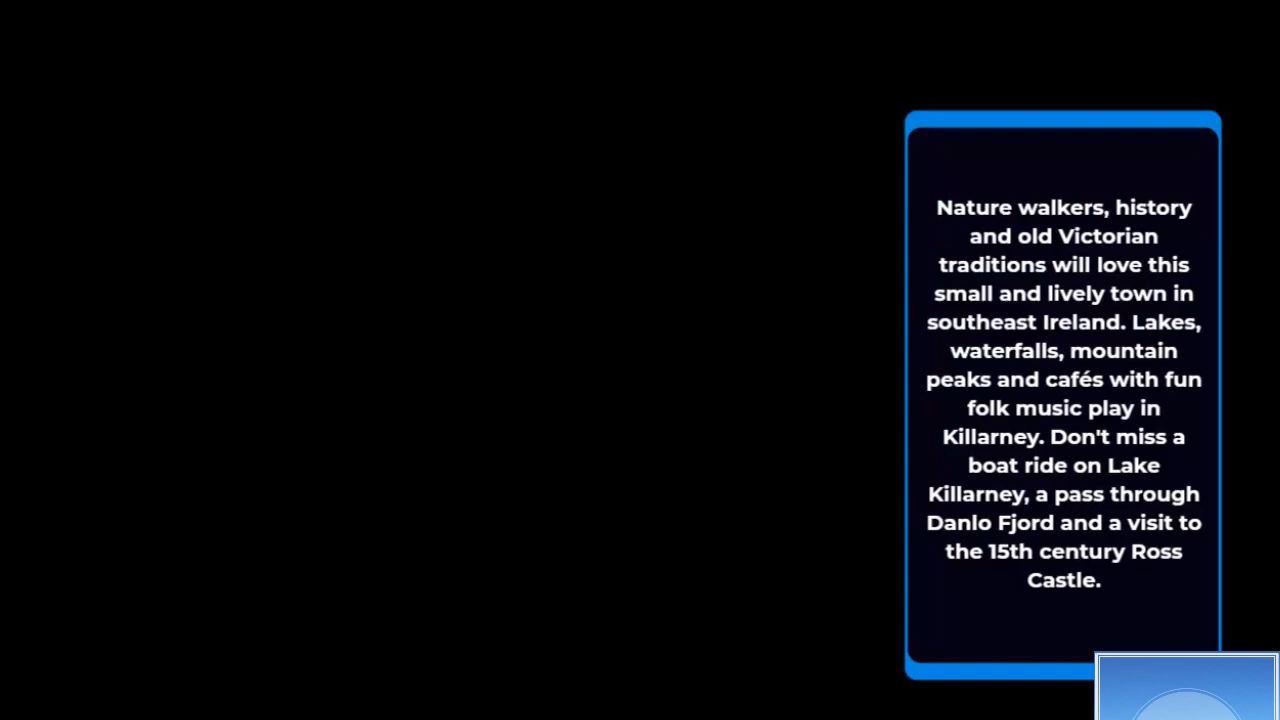 Nature walkers, history
and old Victorian
traditions will love this
small and lively town in
southeast Ireland. Lakes,
waterfalls, mountain
peaks and cafés with fun
folk music play in
Killarney. Don't miss a
boat ride on Lake
Killarney, a pass through
Danlo Fjord and a visit to
the 15th century Ross
Castle.